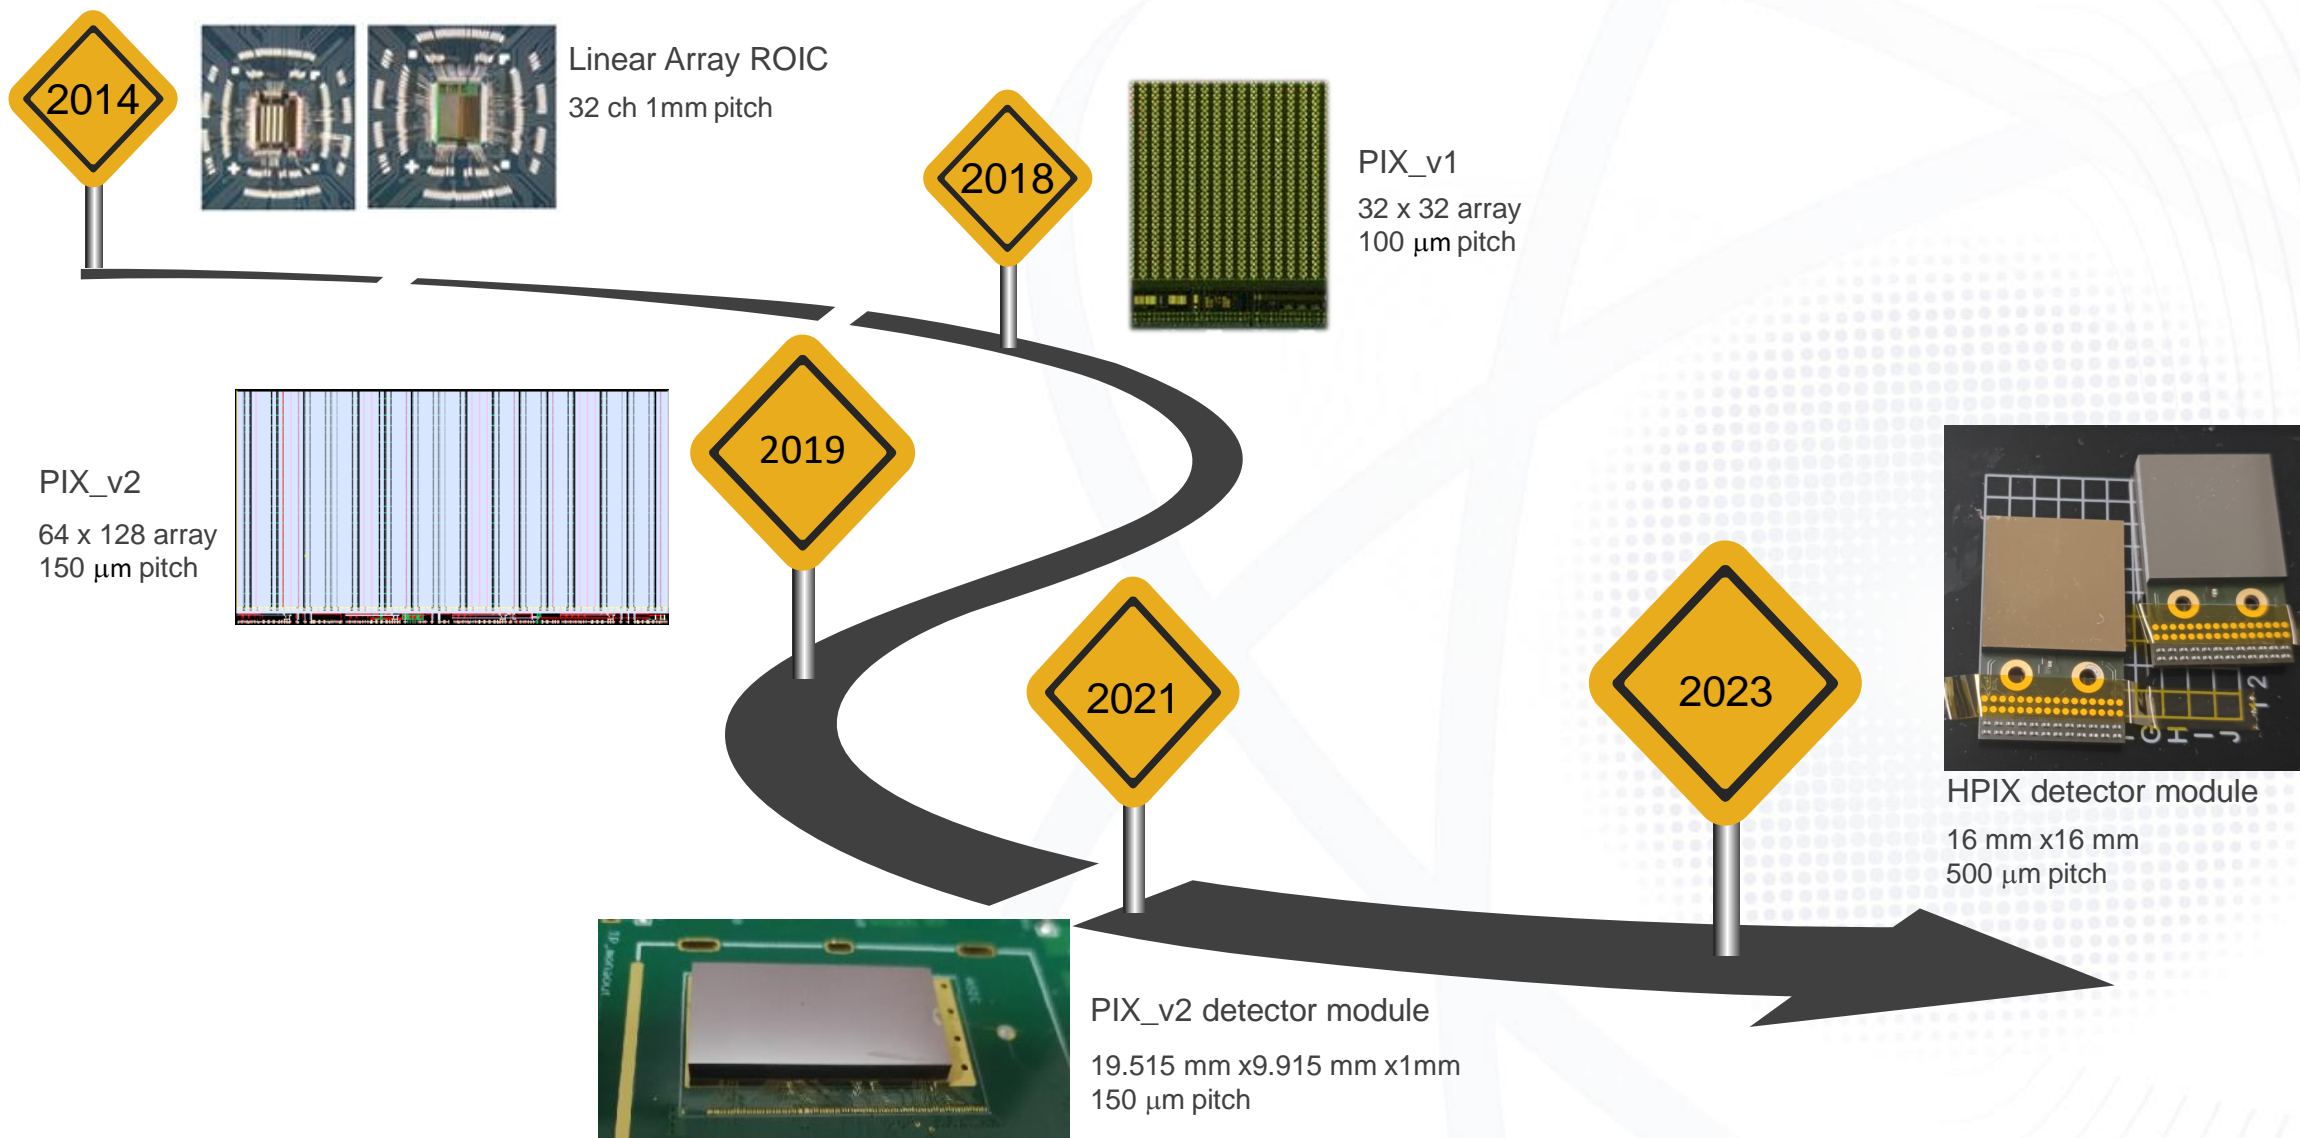 2014
Linear Array ROIC
32 ch 1mm pitch
2018
PIX_v1
32 x 32 array
100 μm pitch
2019
PIX_v2
64 x 128 array
150 μm pitch
2021
PIX_v2 detector module
19.515 mm x9.915 mm x1mm
150 μm pitch
2023
G H I J
2
HPIX detector module
16 mm x16 mm
500 μm pitch